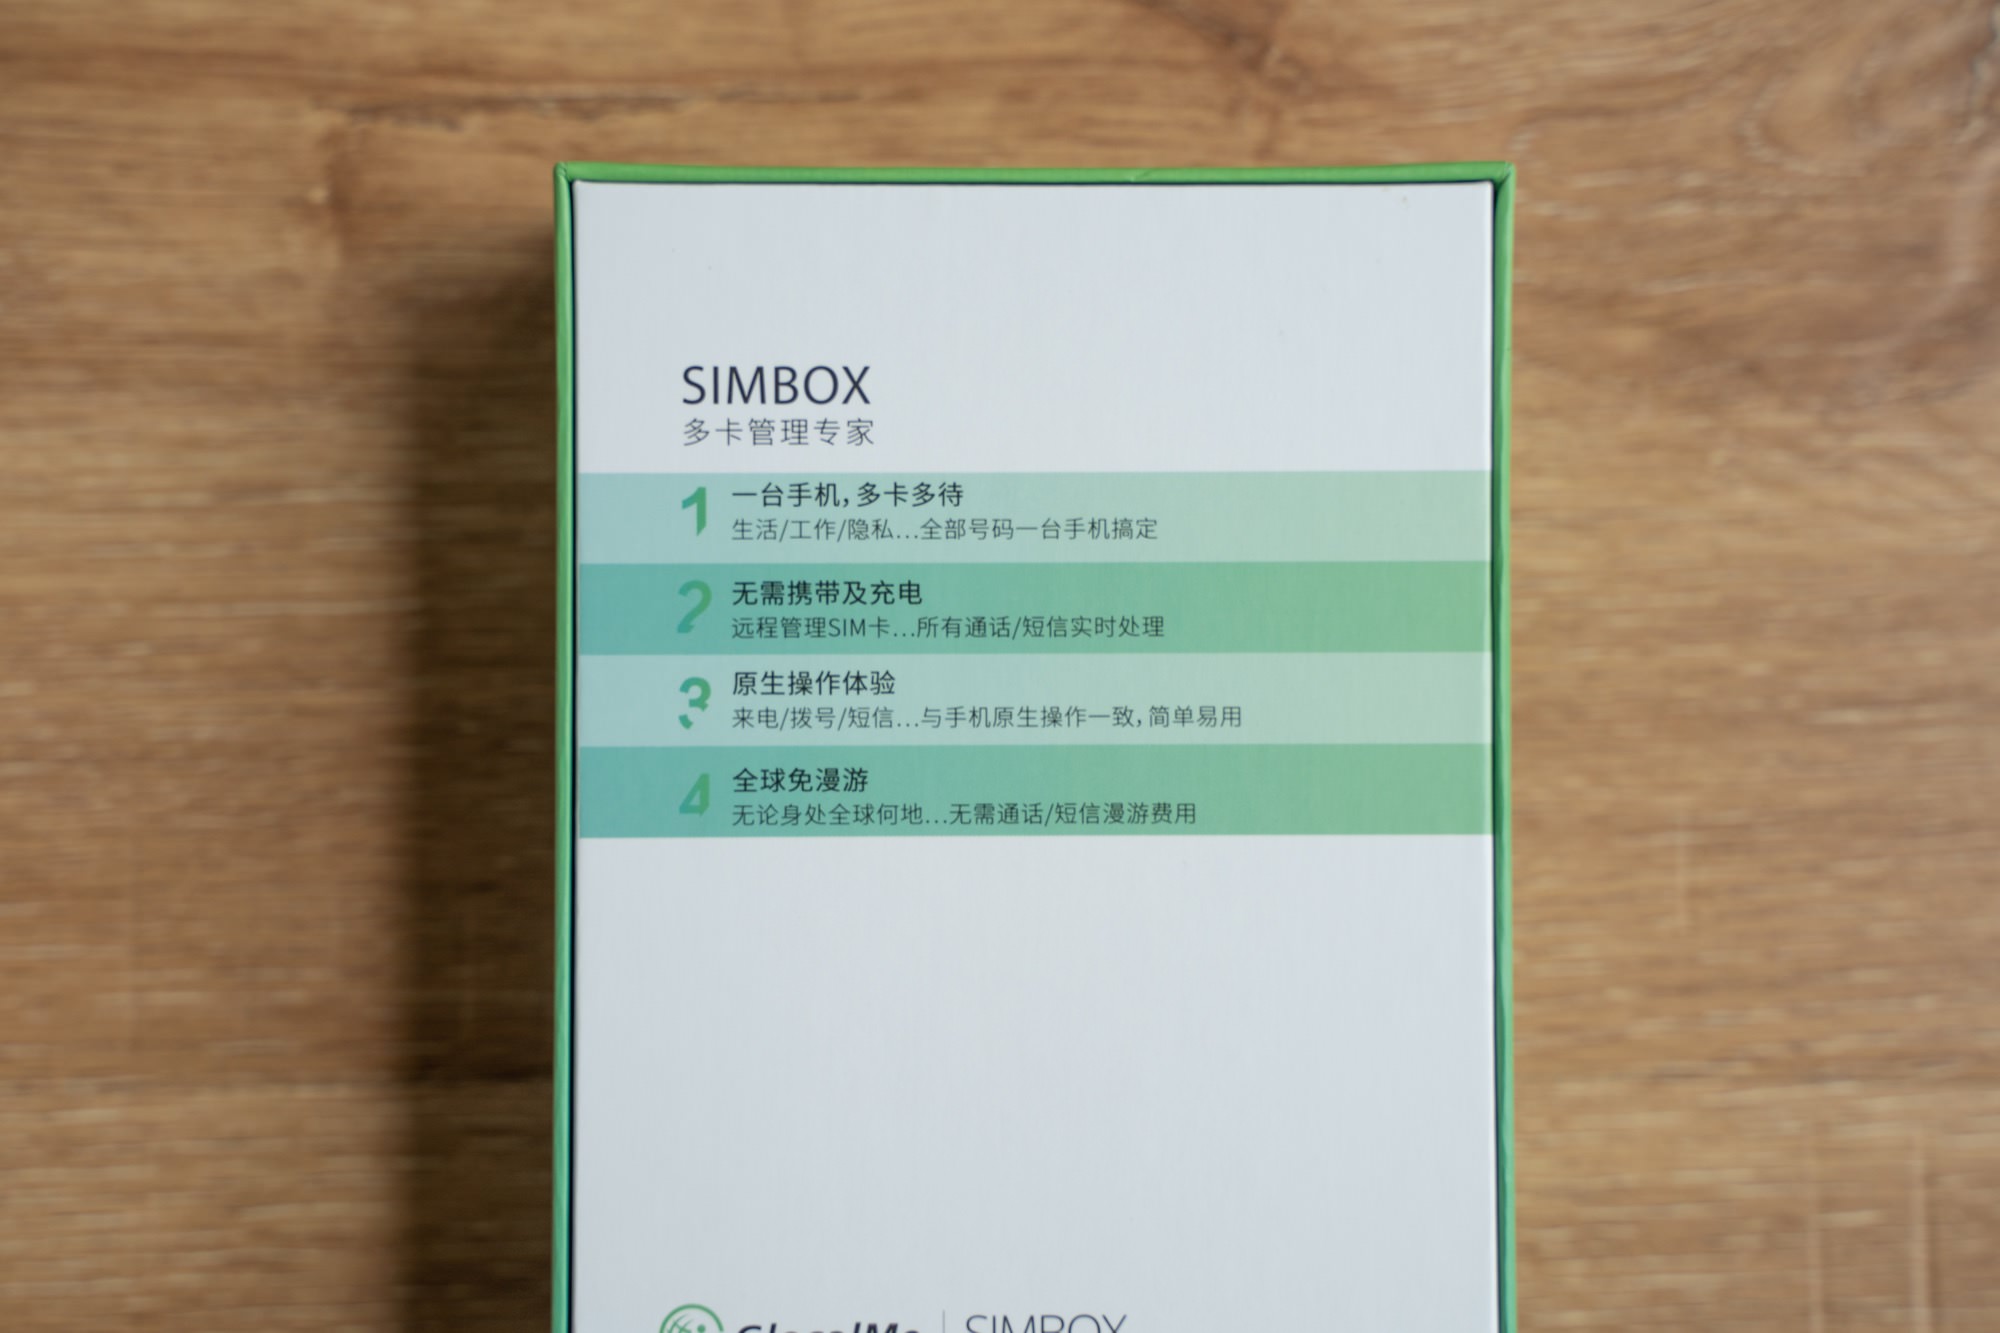 SIMBOX
多卡管理专家
1 一台手机，多卡多待
生活/工作/隐私…全部号码一台手机搞定
2 无需携带及充电
远程管理SIM卡…所有通话/短信实时处理
3 原生操作体验
来电/拨号/短信…与手机原生操作一致，简单易用
4 全球免漫游
无论身处全球何地…无需通话/短信漫游费用
GlocalMe | SIMBOX